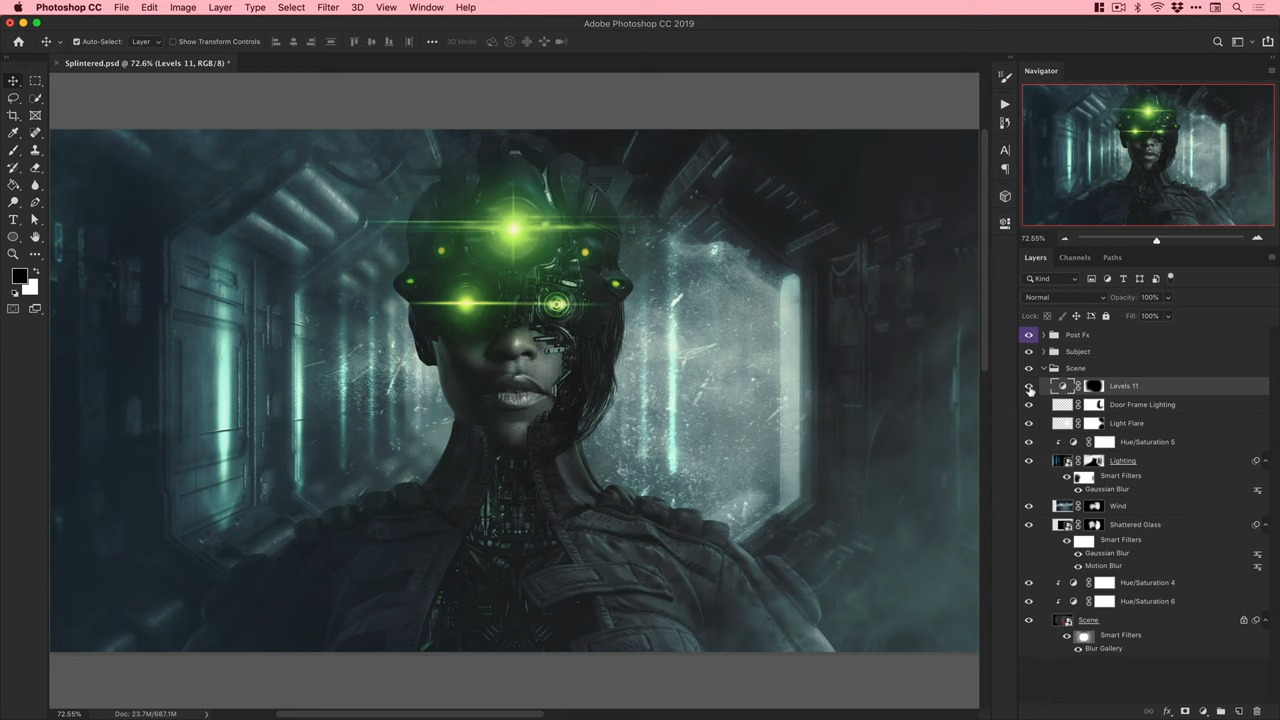 Photoshop CC File Edit Image Layer Type Select Filter 3D View Window Help
Adobe Photoshop CC 2019
Auto-Select: Layer Show Transform Controls 3D Mode:
Splintered.psd @ 72.6% (Levels 11, RGB/8) *
Navigator
72.55%
Layers Channels Paths
Kind
Normal Opacity: 100%
Lock: Fill: 100%
Post Fx
Subject
Scene
Levels 11
Door Frame Lighting
Light Flare
Hue/Saturation 5
Lighting
Smart Filters
Gaussian Blur
Wind
Shattered Glass
Smart Filters
Gaussian Blur
Motion Blur
Hue/Saturation 4
Hue/Saturation 6
Scene
Smart Filters
Blur Gallery
72.55% Doc: 23.7M/687.1M